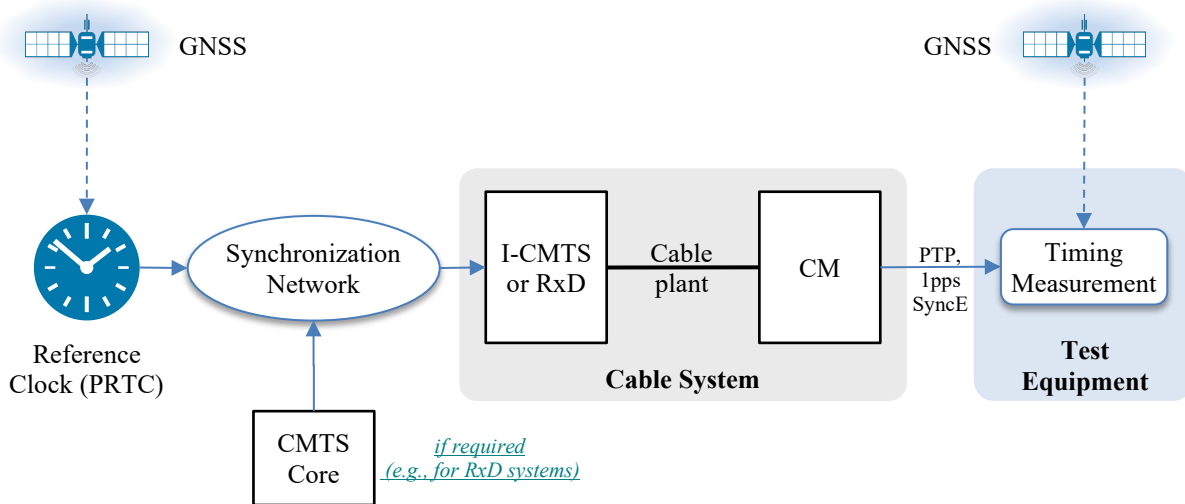 GNSS
GNSS
Synchronization
Network
I-CMTS
or RxD
Cable
plant
CM
PTP,
1pps
SyncE
Timing
Measurement
Reference
Clock (PRTC)
Cable System
Test
Equipment
CMTS
Core
if required
(e.g., for RxD systems)